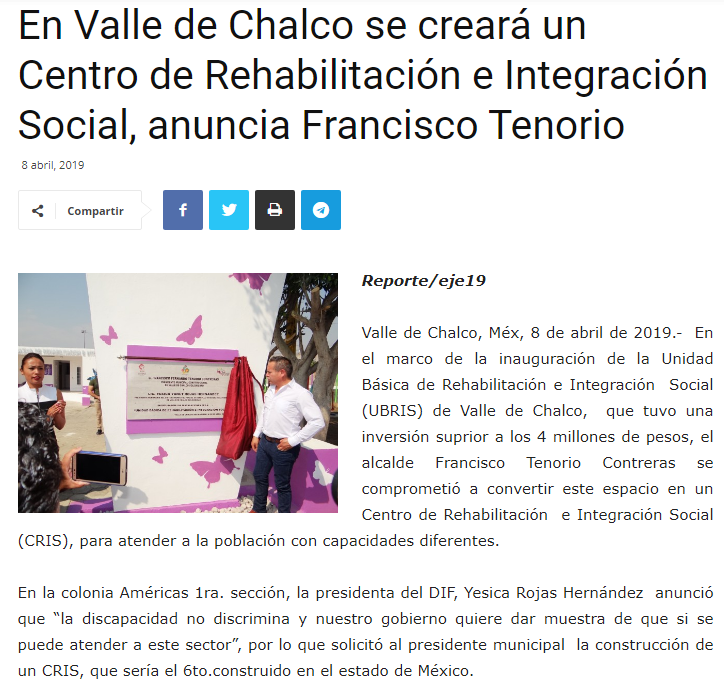 En Valle de Chalco se creará un
Centro de Rehabilitación e Integración
Social, anuncia Francisco Tenorio
8 abril, 2019
Compartir
Reporte/eje19
Valle de Chalco, Méx, 8 de abril de 2019.- En
el marco de la inauguración de la Unidad
Básica de Rehabilitación e Integración Social
(UBRIS) de Valle de Chalco, que tuvo una
inversión suprior a los 4 millones de pesos, el
alcalde Francisco Tenorio Contreras se
comprometió a convertir este espacio en un
Centro de Rehabilitación e Integración Social
(CRIS), para atender a la población con capacidades diferentes.
En la colonia Américas 1ra. sección, la presidenta del DIF, Yesica Rojas Hernández anunció
que “la discapacidad no discrimina y nuestro gobierno quiere dar muestra de que si se
puede atender a este sector”, por lo que solicitó al presidente municipal la construcción de
un CRIS, que sería el 6to.construido en el estado de México.